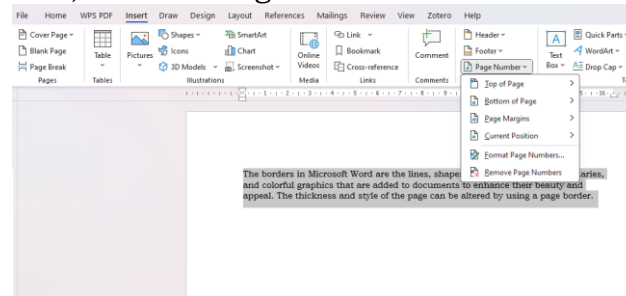 File Home WPS PDF Insert Draw Design Layout References Mailings Review View Zotero Help
Cover Page
Blank Page
Page Break
Pages
Table
Tables
Pictures
Shapes
Icons
3D Models
SmartArt
Chart
Screenshot
Illustrations
Online
Videos
Media
Link
Bookmark
Cross-reference
Links
Comment
Comments
Header
Footer
Page Number
Text
Box
Quick Parts
WordArt
Drop Cap
Top of Page
Bottom of Page
Page Margins
Current Position
Format Page Numbers...
Remove Page Numbers
The borders in Microsoft Word are the lines, shapes
and colorful graphics that are added to documents to enhance their beauty and
appeal. The thickness and style of the page can be altered by using a page border.